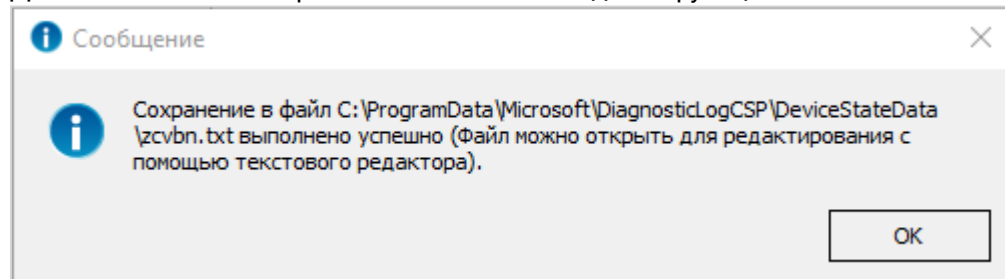 Сообщение
Сохранение в файл C:\ProgramData\Microsoft\DiagnosticLogCSP\DeviceStateData
\zcvbn.txt выполнено успешно (Файл можно открыть для редактирования с
помощью текстового редактора).
OK